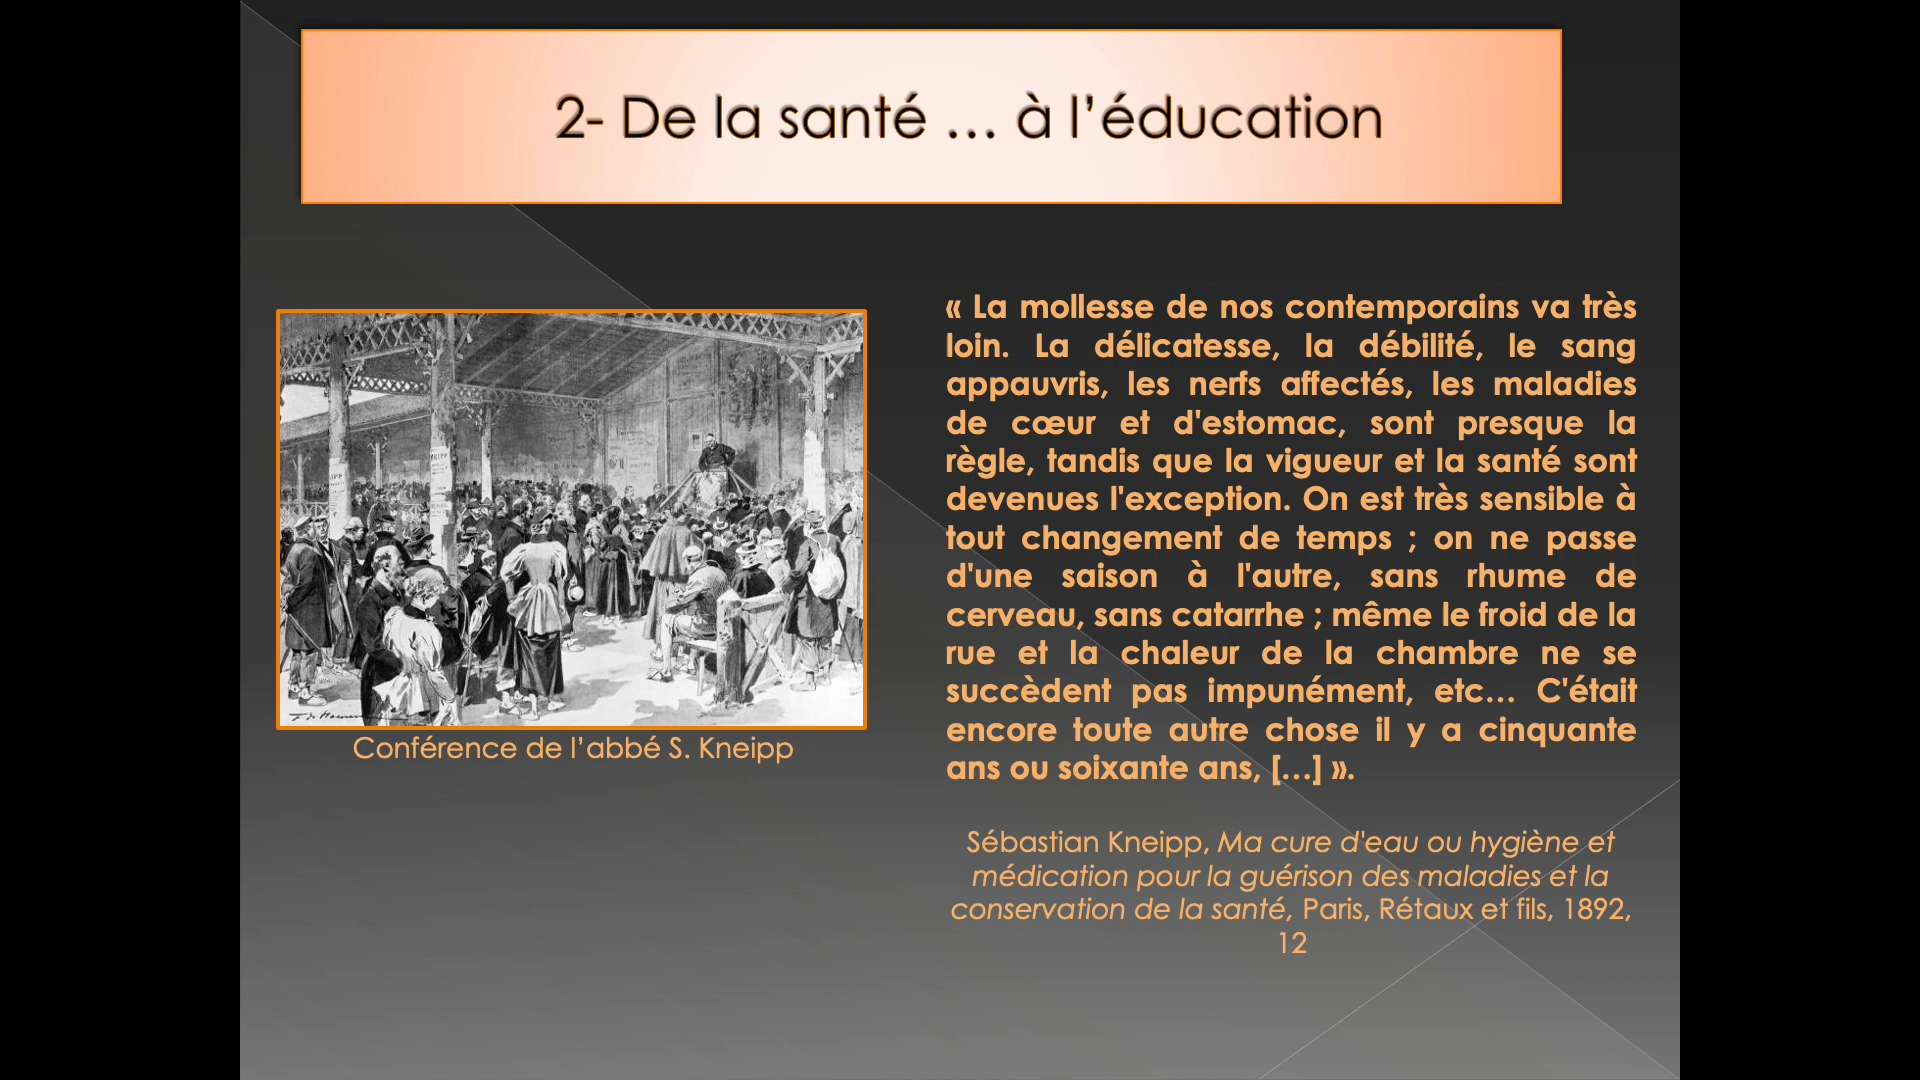 2- De la santé … à l’éducation
« La mollesse de nos contemporains va très
loin. La délicatesse, la débilité, le sang
appauvris, les nerfs affectés, les maladies
de cœur et d'estomac, sont presque la
règle, tandis que la vigueur et la santé sont
devenues l'exception. On est très sensible à
tout changement de temps ; on ne passe
d'une saison à l'autre, sans rhume de
cerveau, sans catarrhe ; même le froid de la
rue et la chaleur de la chambre ne se
succèdent pas impunément, etc… C'était
encore toute autre chose il y a cinquante
ans ou soixante ans, […] ».
Conférence de l’abbé S. Kneipp
Sébastian Kneipp, Ma cure d'eau ou hygiène et
médication pour la guérison des maladies et la
conservation de la santé, Paris, Rétaux et fils, 1892,
12